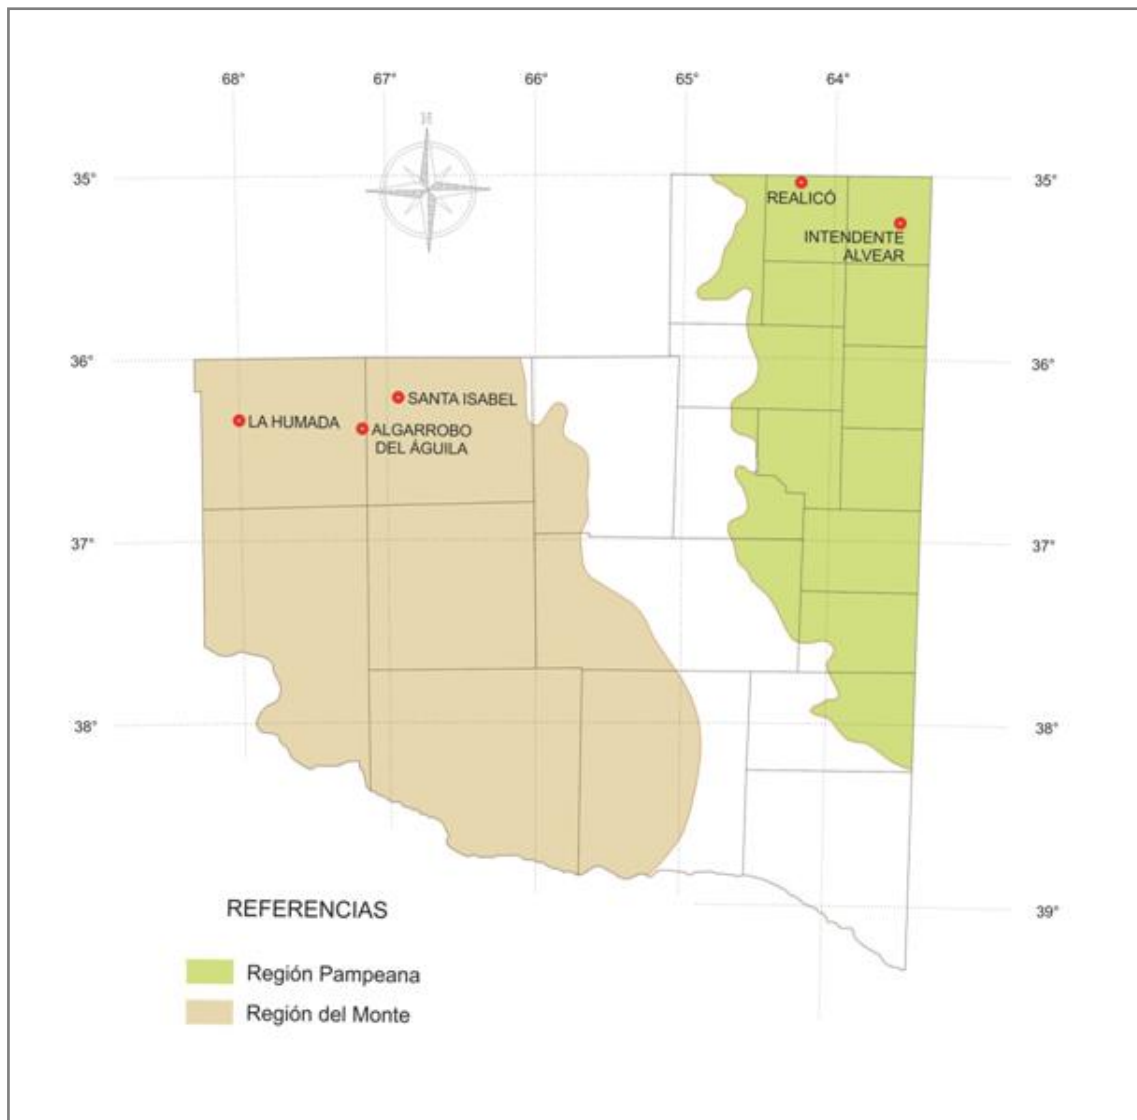 68° 67° 66° 65° 64°
35° 35°
REALICÓ
INTENDENTE
ALVEAR
36° 36°
SANTA ISABEL
LA HUMADA
ALGARROBO
DEL ÁGUILA
37° 37°
38° 38°
39°
REFERENCIAS
Región Pampeana
Región del Monte